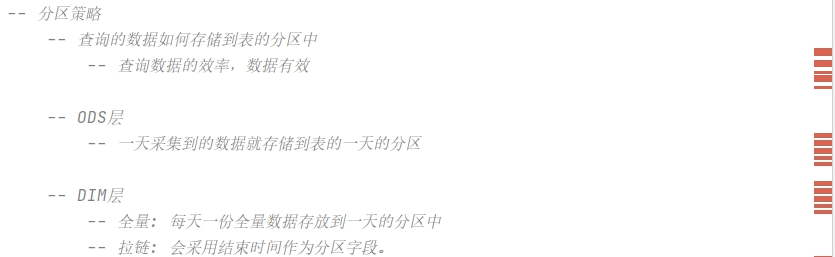 -- 分区策略
-- 查询的数据如何存储到表的分区中
-- 查询数据的效率，数据有效
-- ODS层
-- 一天采集到的数据就存储到表的一天的分区
-- DIM层
-- 全量：每天一份全量数据存放到一天的分区中
-- 拉链：会采用结束时间作为分区字段。